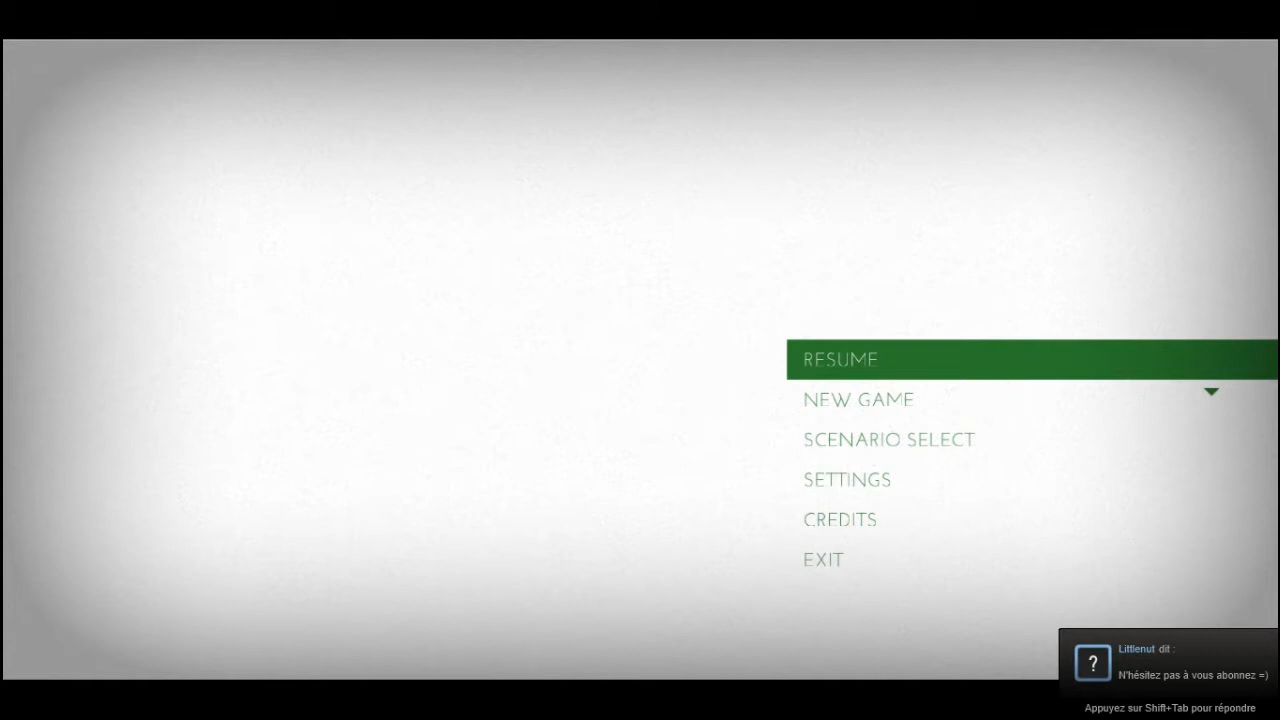 RESUME
NEW GAME
SCENARIO SELECT
SETTINGS
CREDITS
EXIT
?
Littlenut dit :
N'hésitez pas à vous abonnez =)
Appuyez sur Shift+Tab pour répondre